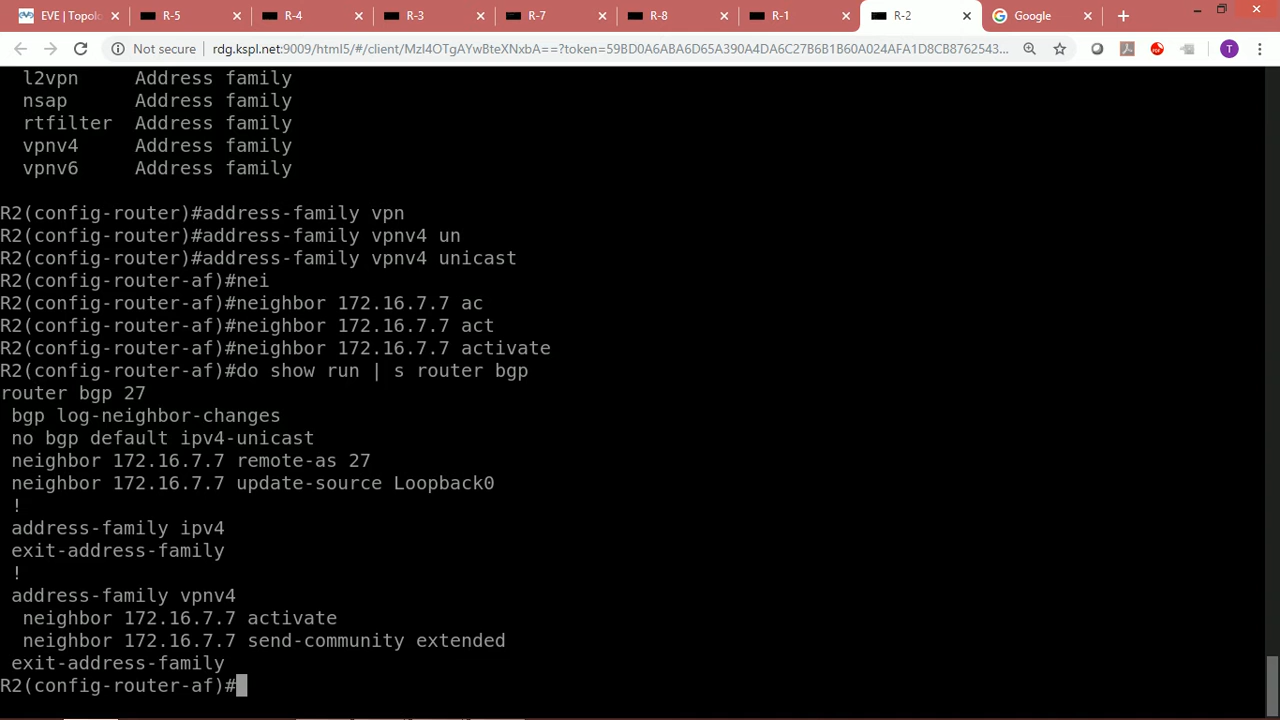 EVE | Topolo
R-5
R-4
R-3
R-7
R-8
R-1
R-2
Google
Not secure
rdg.kspl.net:9009/html5/#/client/MzI4OTgAYwBteXNxbA==?token=59BD0A6ABA6D65A390A4DA6C27B6B1B60A024AFA1D8CB8762543...
T
l2vpn Address family
nsap Address family
rtfilter Address family
vpnv4 Address family
vpnv6 Address family
R2(config-router)#address-family vpn
R2(config-router)#address-family vpnv4 un
R2(config-router)#address-family vpnv4 unicast
R2(config-router-af)#nei
R2(config-router-af)#neighbor 172.16.7.7 ac
R2(config-router-af)#neighbor 172.16.7.7 act
R2(config-router-af)#neighbor 172.16.7.7 activate
R2(config-router-af)#do show run | s router bgp
router bgp 27
bgp log-neighbor-changes
no bgp default ipv4-unicast
neighbor 172.16.7.7 remote-as 27
neighbor 172.16.7.7 update-source Loopback0
!
address-family ipv4
exit-address-family
!
address-family vpnv4
neighbor 172.16.7.7 activate
neighbor 172.16.7.7 send-community extended
exit-address-family
R2(config-router-af)#